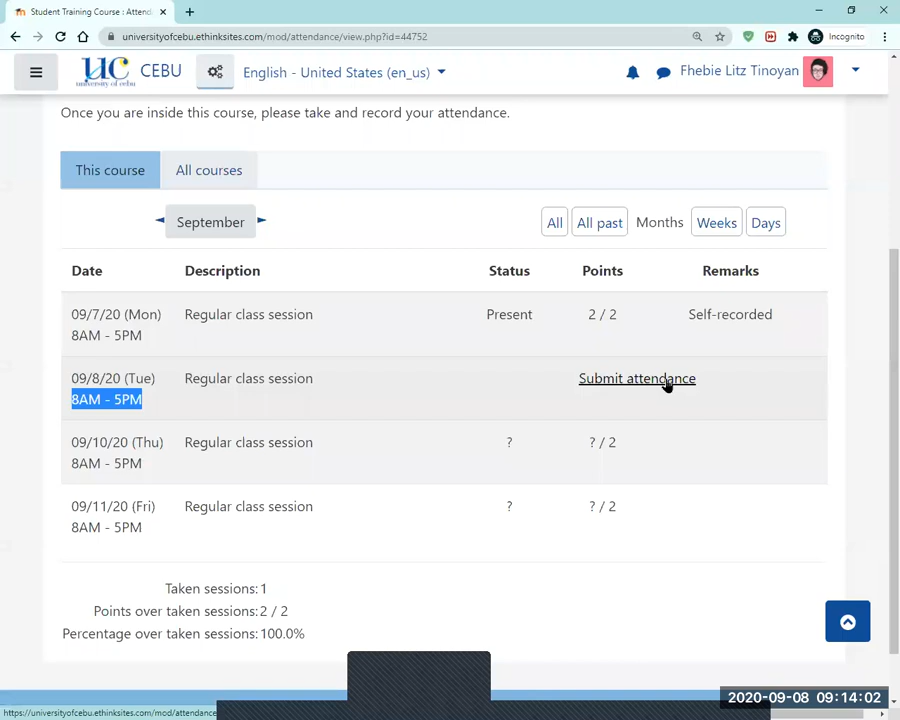 Student Training Course : Attend
universityofcebu.ethinksites.com/mod/attendance/view.php?id=44752
Incognito
UC
university of cebu
CEBU
English - United States (en_us)
Fhebie Litz Tinoyan
Once you are inside this course, please take and record your attendance.
This course
All courses
September
All
All past
Months
Weeks
Days
Date Description Status Points Remarks
09/7/20 (Mon) Regular class session Present 2 / 2 Self-recorded
8AM - 5PM
09/8/20 (Tue) Regular class session Submit attendance
8AM - 5PM
09/10/20 (Thu) Regular class session ? ? / 2
8AM - 5PM
09/11/20 (Fri) Regular class session ? ? / 2
8AM - 5PM
Taken sessions: 1
Points over taken sessions: 2 / 2
Percentage over taken sessions: 100.0%
2020-09-08 09:14:02
https://universityofcebu.ethinksites.com/mod/attendance